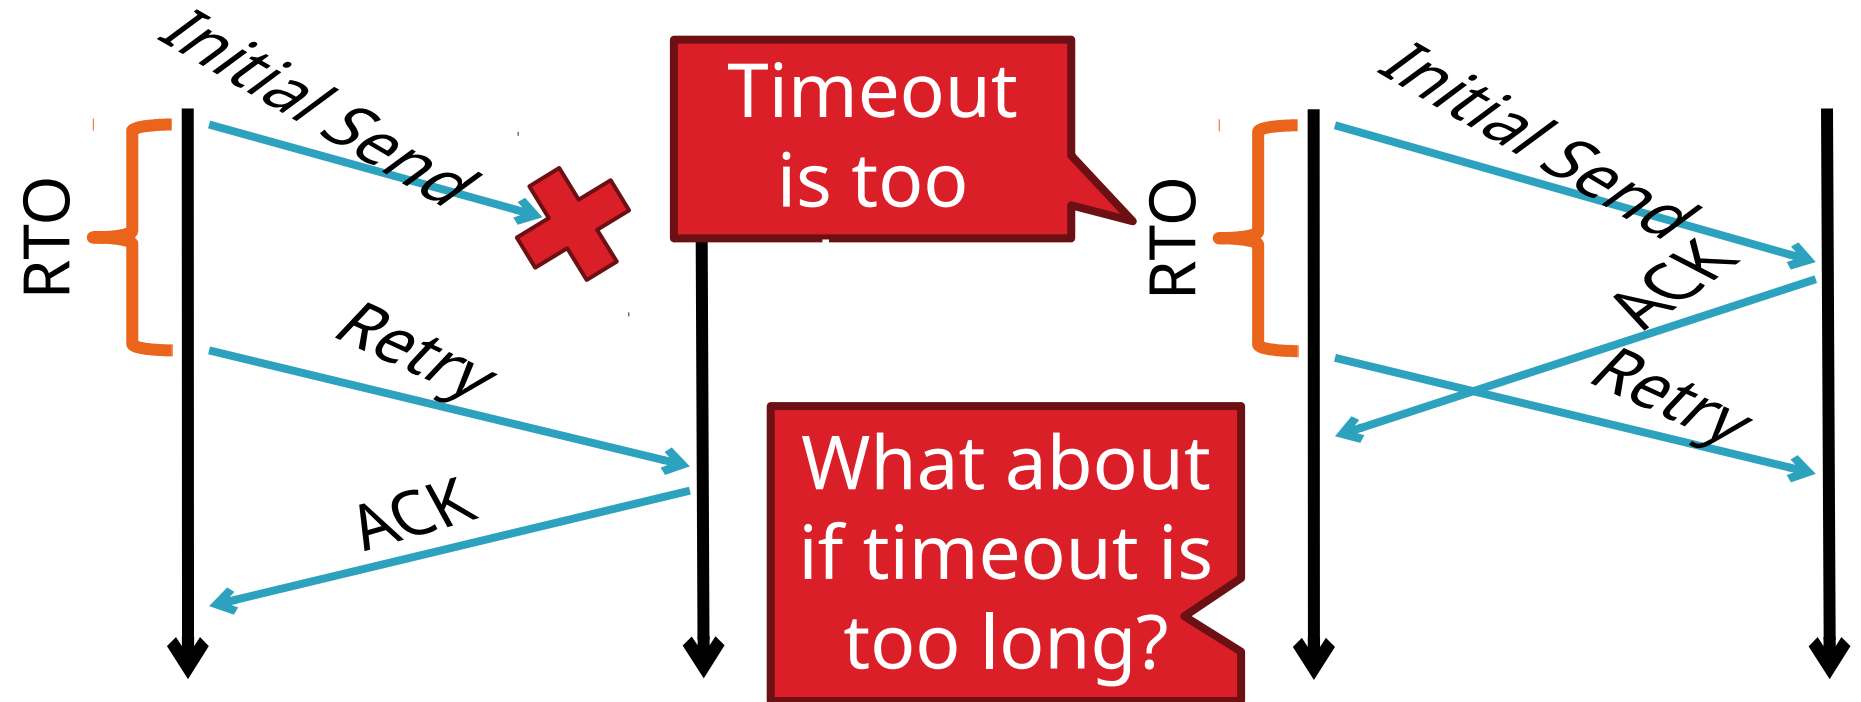 Initial Send
RTO
Retry
ACK
Timeout
is too
What about
if timeout is
too long?
Initial Send
RTO
ACK
Retry